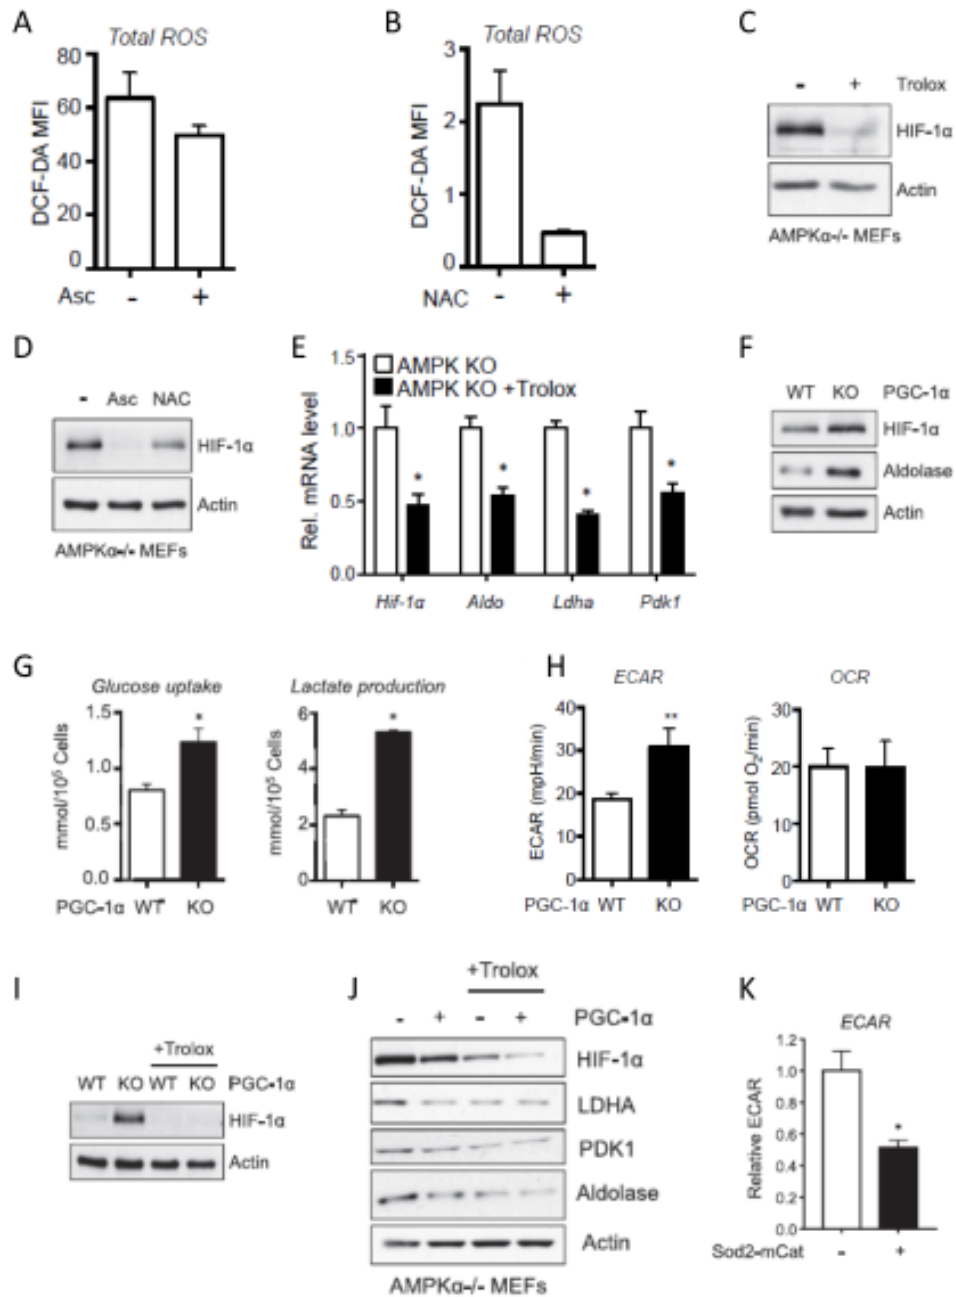 A
Total ROS
DCF-DA MFI
80
60
40
20
0
Asc - +
B
Total ROS
DCF-DA MFI
3
2
1
0
NAC - +
C
- + Trolox
HIF-1α
Actin
AMPKα-/- MEFs
D
- Asc NAC
HIF-1α
Actin
AMPKα-/- MEFs
E
AMPK KO
AMPK KO +Trolox
Rel. mRNA level
1.5
1.0
0.5
0.0
* * * *
Hif-1α Aldo Ldha Pdk1
F
WT KO PGC-1α
HIF-1α
Aldolase
Actin
G
Glucose uptake
mmol/10⁵ Cells
1.5
1.0
0.5
0.0
*
PGC-1α WT KO
Lactate production
mmol/10⁵ Cells
6
4
2
0
*
WT KO
H
ECAR
ECAR (mpH/min)
40
30
20
10
0
**
PGC-1α WT KO
OCR
OCR (pmol O₂/min)
30
20
10
0
PGC-1α WT KO
I
+Trolox
WT KO WT KO PGC-1α
HIF-1α
Actin
J
+Trolox
- + - + PGC-1α
HIF-1α
LDHA
PDK1
Aldolase
Actin
AMPKα-/- MEFs
K
ECAR
Relative ECAR
1.2
1.0
0.8
0.6
0.4
0.2
0.0
*
Sod2-mCat - +